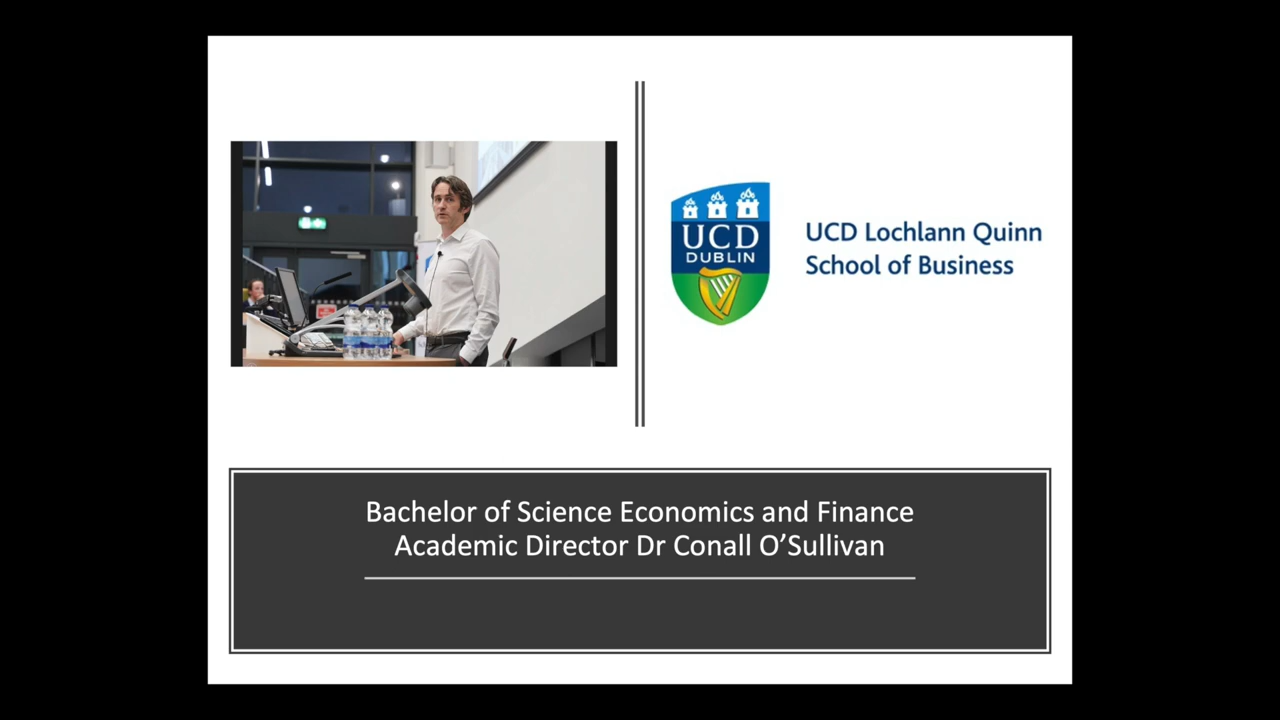 UCD
DUBLIN
UCD Lochlann Quinn
School of Business
Bachelor of Science Economics and Finance
Academic Director Dr Conall O’Sullivan